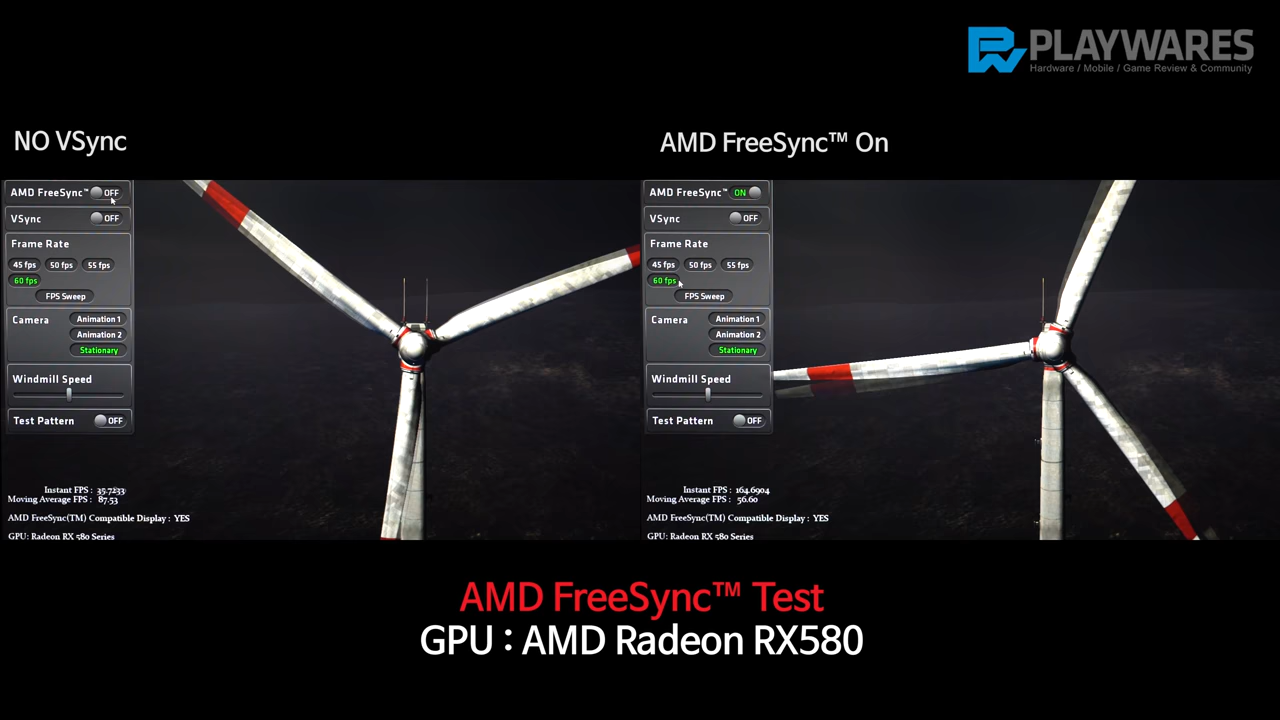 PLAYWARES
Hardware / Mobile / Game Review & Community
NO VSync
AMD FreeSync™ On
AMD FreeSync™ OFF
VSync OFF
Frame Rate
45 fps 50 fps 55 fps
60 fps
FPS Sweep
Camera Animation 1
Animation 2
Stationary
Windmill Speed
Test Pattern OFF
Instant FPS : 35.7233
Moving Average FPS : 87.53
AMD FreeSync(TM) Compatible Display : YES
GPU: Radeon RX 580 Series
AMD FreeSync™ ON
VSync OFF
Frame Rate
45 fps 50 fps 55 fps
60 fps
FPS Sweep
Camera Animation 1
Animation 2
Stationary
Windmill Speed
Test Pattern OFF
Instant FPS : 164.6904
Moving Average FPS : 56.60
AMD FreeSync(TM) Compatible Display : YES
GPU: Radeon RX 580 Series
AMD FreeSync™ Test
GPU : AMD Radeon RX580